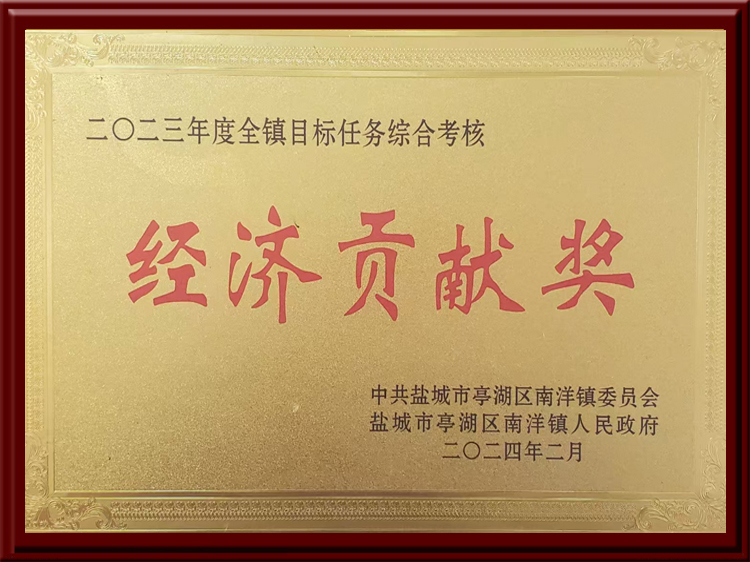 二〇二三年度全镇目标任务综合考核
经济贡献奖
中共盐城市亭湖区南洋镇委员会
盐城市亭湖区南洋镇人民政府
二〇二四年二月